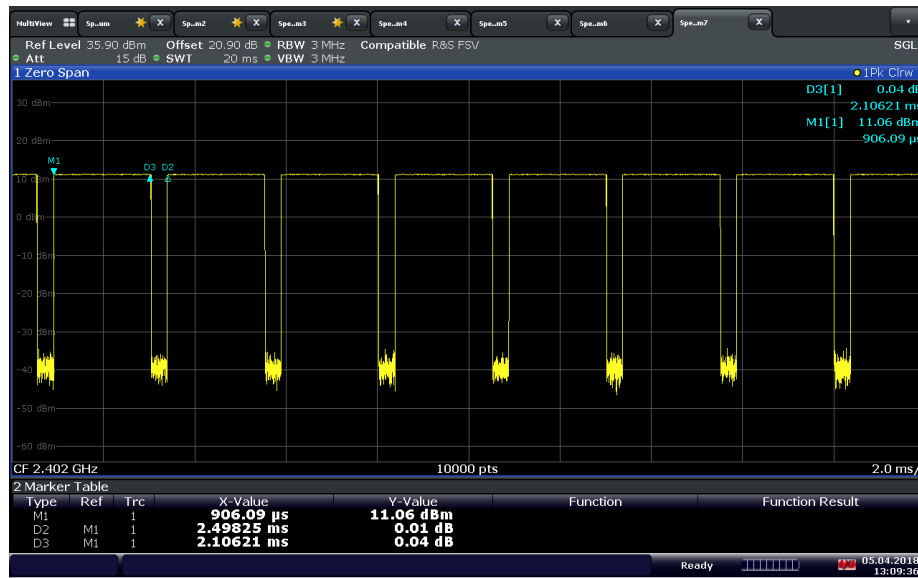 MultiView Sp..um X Sp..m2 X Spe..m3 X Spe..m4 X Spe..m5 X Spe..m6 X Spe..m7 X
Ref Level 35.90 dBm Offset 20.90 dB RBW 3 MHz Compatible R&S FSV SGL
Att 15 dB SWT 20 ms VBW 3 MHz
1 Zero Span 1Pk Clrw
D3[1] 0.04 dB
2.10621 ms
M1[1] 11.06 dBm
906.09 µs
30 dBm
20 dBm
M1
D3 D2
10 dBm
0 dBm
-10 dBm
-20 dBm
-30 dBm
-40
-50 dBm
-60 dBm
CF 2.402 GHz 10000 pts 2.0 ms/
2 Marker Table
Type Ref Trc X-Value Y-Value Function Function Result
M1 1 906.09 µs 11.06 dBm
D2 M1 1 2.49825 ms 0.01 dB
D3 M1 1 2.10621 ms 0.04 dB
Ready 05.04.2018
13:09:36